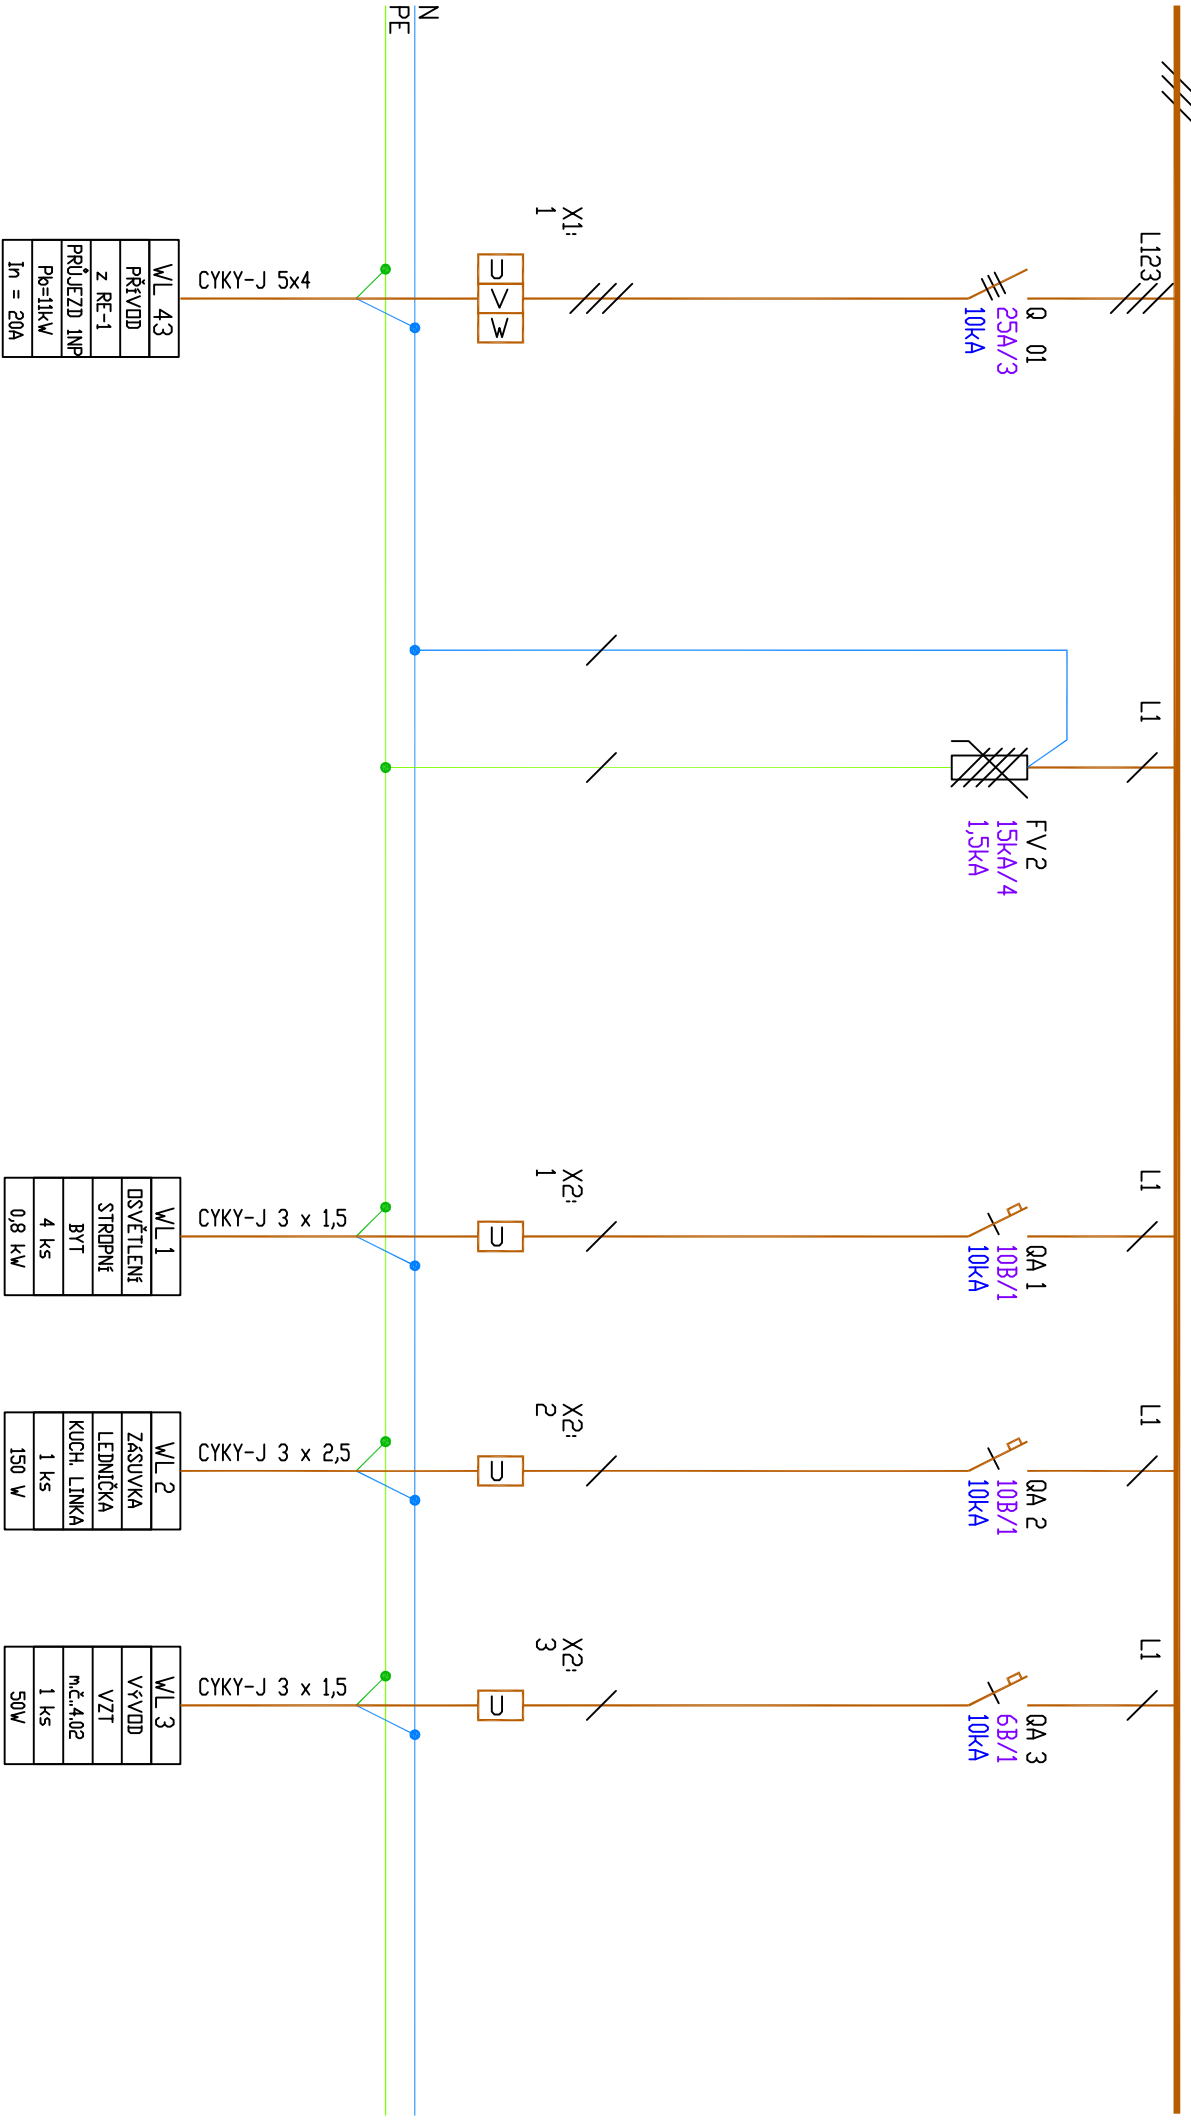 L123
L1
L1
L1
L1
Q 01
25A/3
10kA
FV 2
15kA/4
1,5kA
QA 1
10B/1
10kA
QA 2
10B/1
10kA
QA 3
6B/1
10kA
X1:
1
X2:
1
X2:
2
X2:
3
U V W
U
U
U
N
PE
CYKY-J 5x4
CYKY-J 3 x 1,5
CYKY-J 3 x 2,5
CYKY-J 3 x 1,5
WL 43
PŘÍVOD
z RE-1
PRŮJEZD 1NP
Pb=11kW
In = 20A
WL 1
OSVĚTLENÍ
STROPNÍ
BYT
4 ks
0,8 kW
WL 2
ZÁSUVKA
LEDNIČKA
KUCH. LINKA
1 ks
150 W
WL 3
VÝVOD
VZT
m.č..4.02
1 ks
50W